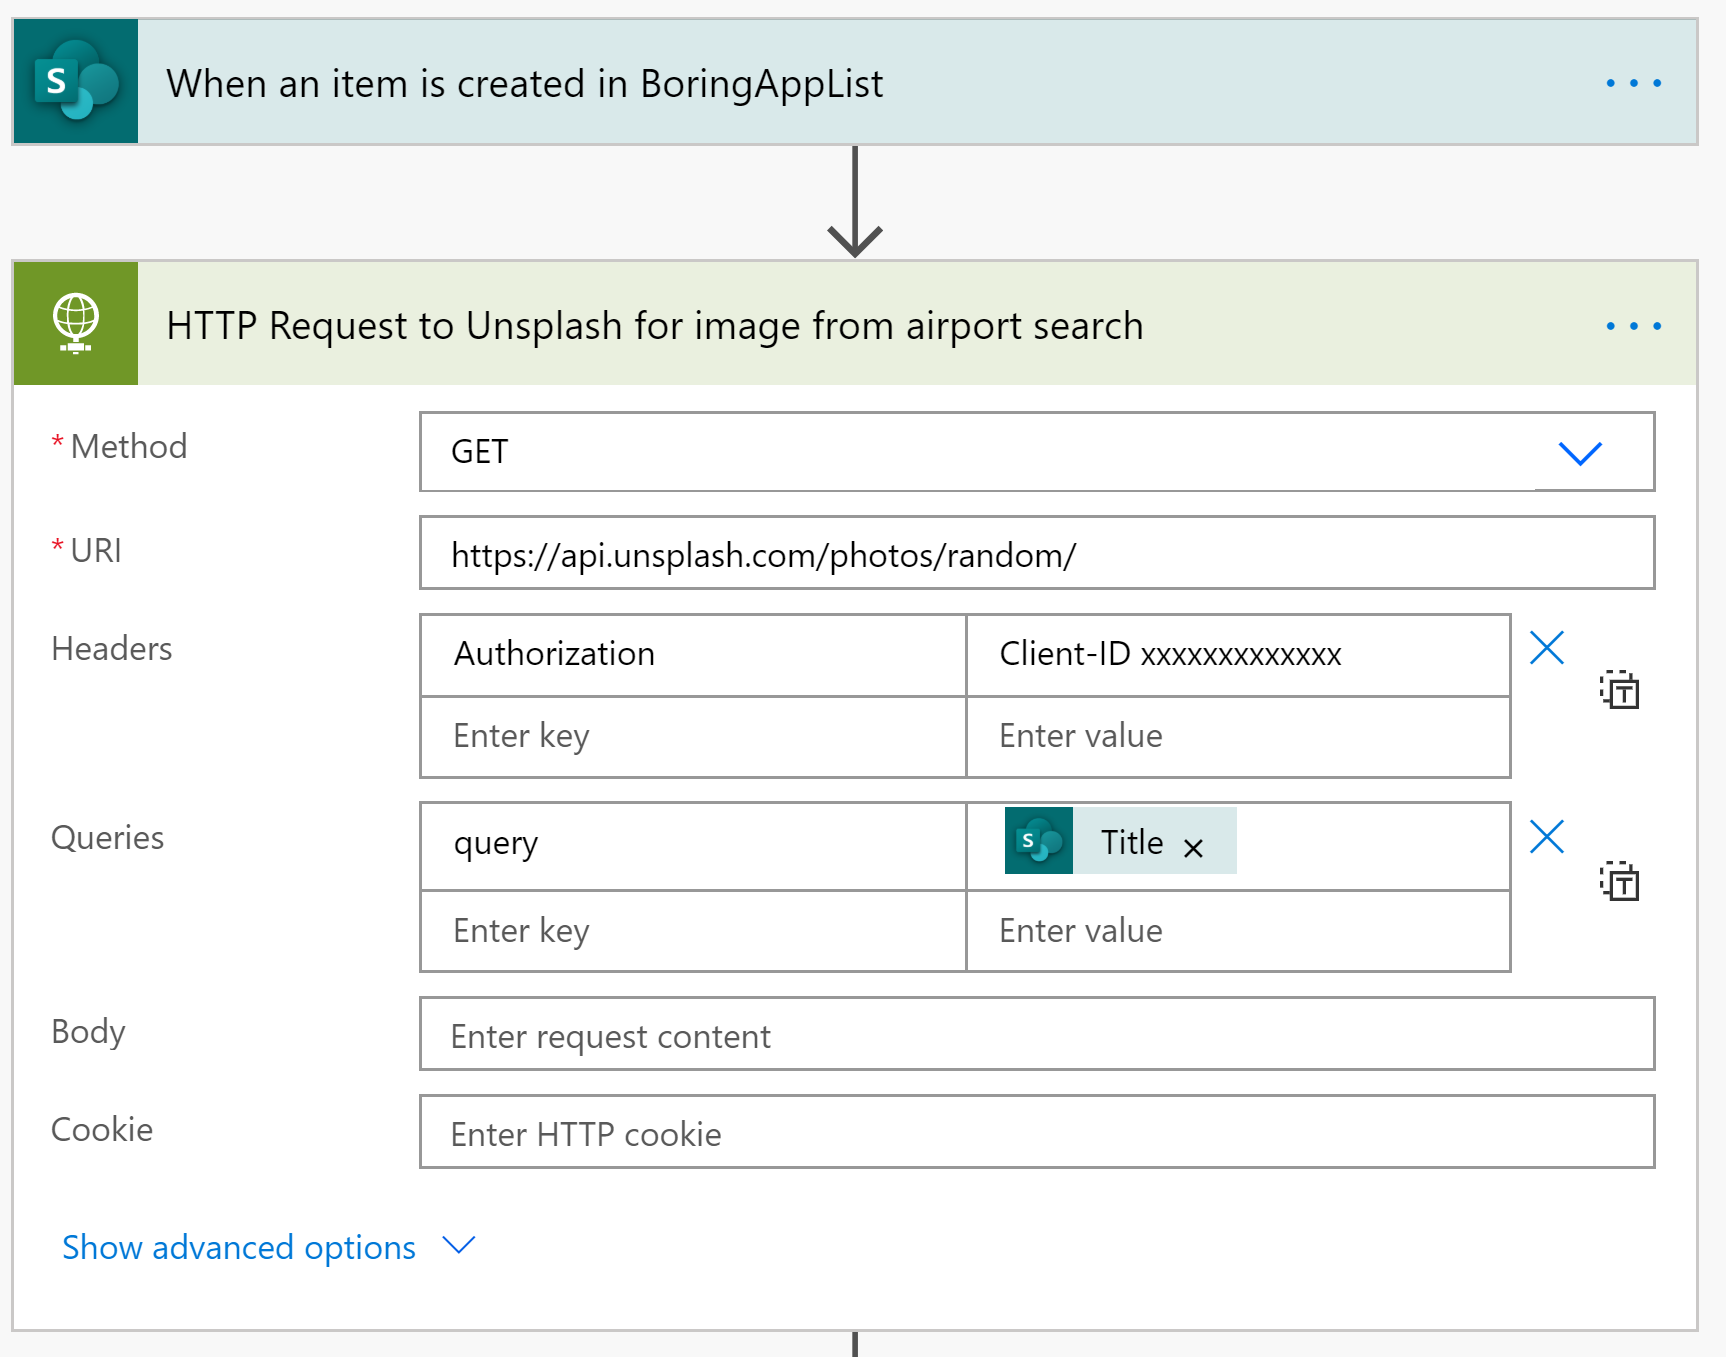 S
When an item is created in BoringAppList
...
HTTP Request to Unsplash for image from airport search
...
* Method
GET
* URI
https://api.unsplash.com/photos/random/
Headers
Authorization
Client-ID xxxxxxxxxxxxx
Enter key
Enter value
T
Queries
query
S
Title ×
Enter key
Enter value
T
Body
Enter request content
Cookie
Enter HTTP cookie
Show advanced options